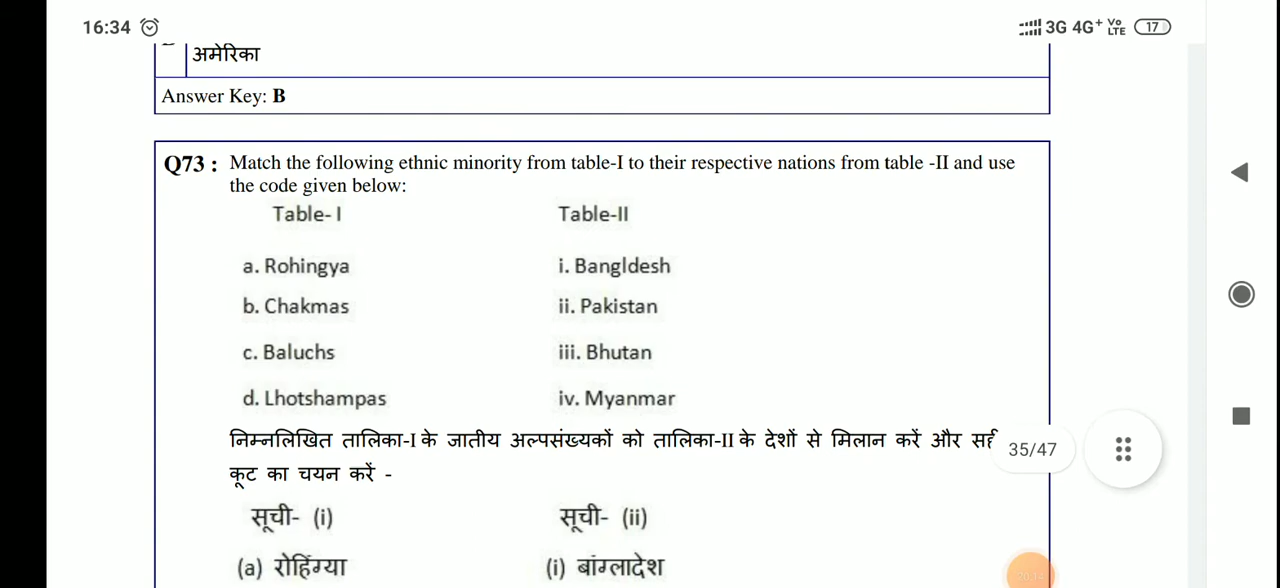 16:34 3G 4G+ Vo LTE 17
अमेरिका
Answer Key: B
Q73 : Match the following ethnic minority from table-I to their respective nations from table -II and use
the code given below:
Table- I Table-II
a. Rohingya i. Bangldesh
b. Chakmas ii. Pakistan
c. Baluchs iii. Bhutan
d. Lhotshampas iv. Myanmar
निम्नलिखित तालिका-I के जातीय अल्पसंख्यकों को तालिका-II के देशों से मिलान करें और
35/47
कूट का चयन करें -
सूची- (i) सूची- (ii)
(a) रोहिंग्या (i) बांग्लादेश